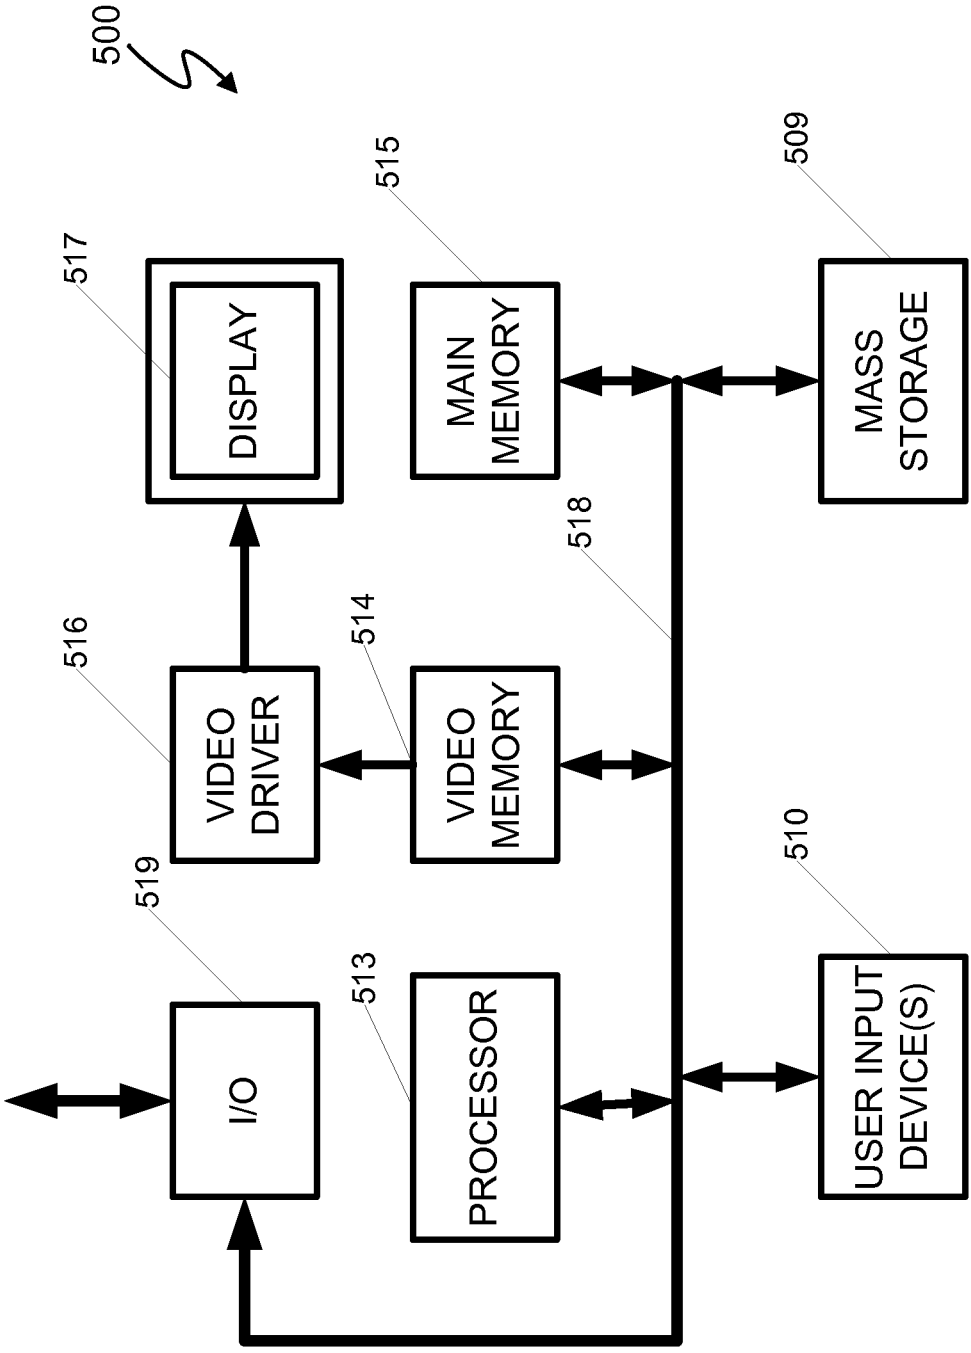 500
517
DISPLAY
515
MAIN
MEMORY
509
MASS
STORAGE
518
516
VIDEO
DRIVER
514
VIDEO
MEMORY
519
I/O
513
PROCESSOR
510
USER INPUT
DEVICE(S)